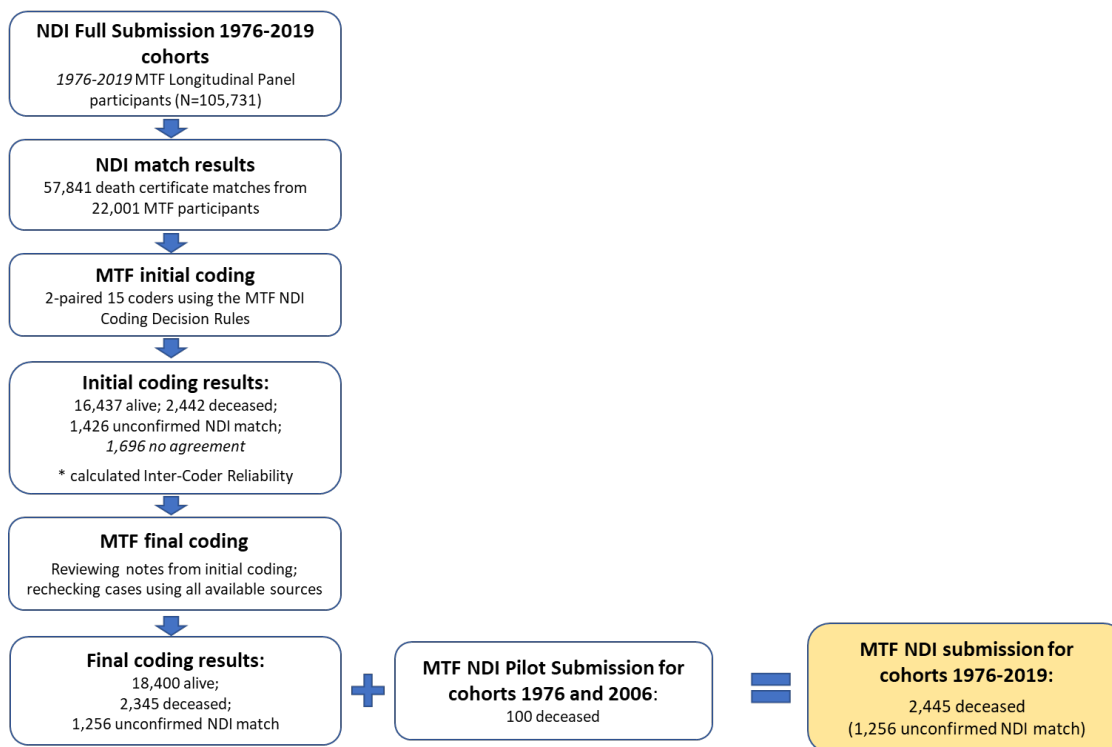 NDI Full Submission 1976-2019
cohorts
1976-2019 MTF Longitudinal Panel
participants (N=105,731)
NDI match results
57,841 death certificate matches from
22,001 MTF participants
MTF initial coding
2-paired 15 coders using the MTF NDI
Coding Decision Rules
Initial coding results:
16,437 alive; 2,442 deceased;
1,426 unconfirmed NDI match;
1,696 no agreement
* calculated Inter-Coder Reliability
MTF final coding
Reviewing notes from initial coding;
rechecking cases using all available sources
Final coding results:
18,400 alive;
2,345 deceased;
1,256 unconfirmed NDI match
MTF NDI Pilot Submission for
cohorts 1976 and 2006:
100 deceased
MTF NDI submission for
cohorts 1976-2019:
2,445 deceased
(1,256 unconfirmed NDI match)